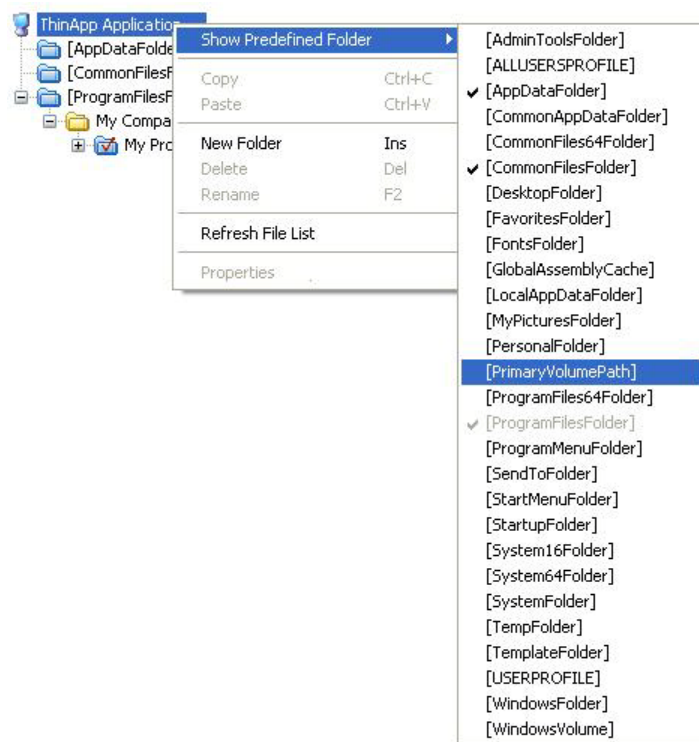 ThinApp Application
[AppDataFolde
[CommonFilesF
[ProgramFilesF
My Compa
My Pro
Show Predefined Folder
Copy Ctrl+C
Paste Ctrl+V
New Folder Ins
Delete Del
Rename F2
Refresh File List
Properties
[AdminToolsFolder]
[ALLUSERSPROFILE]
[AppDataFolder]
[CommonAppDataFolder]
[CommonFiles64Folder]
[CommonFilesFolder]
[DesktopFolder]
[FavoritesFolder]
[FontsFolder]
[GlobalAssemblyCache]
[LocalAppDataFolder]
[MyPicturesFolder]
[PersonalFolder]
[PrimaryVolumePath]
[ProgramFiles64Folder]
[ProgramFilesFolder]
[ProgramMenuFolder]
[SendToFolder]
[StartMenuFolder]
[StartupFolder]
[System16Folder]
[System64Folder]
[SystemFolder]
[TempFolder]
[TemplateFolder]
[USERPROFILE]
[WindowsFolder]
[WindowsVolume]